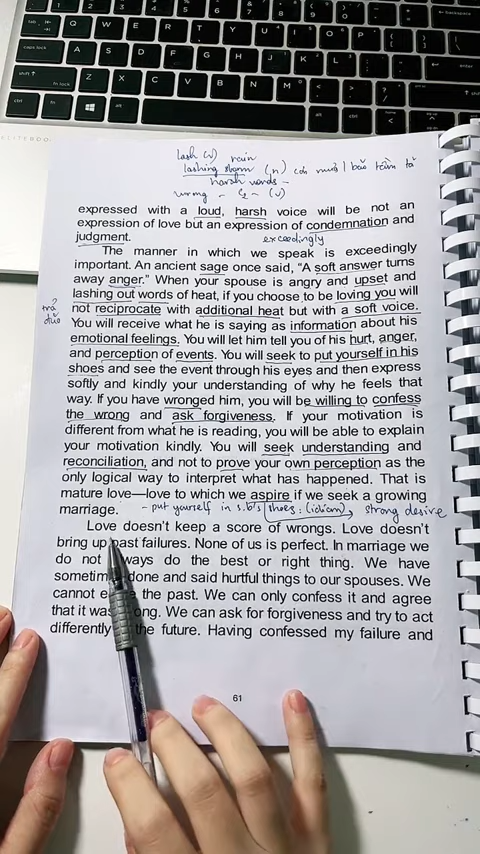 lash (v) rain
lashing storm (n) cơn mưa / bão tầm tã
harsh words -
wrong - (v)
expressed with a loud, harsh voice will be not an
expression of love but an expression of condemnation and
judgment.
exceedingly
The manner in which we speak is exceedingly
important. An ancient sage once said, “A soft answer turns
away anger.” When your spouse is angry and upset and
lashing out words of heat, if you choose to be loving you will
trả đũa
not reciprocate with additional heat but with a soft voice.
You will receive what he is saying as information about his
emotional feelings. You will let him tell you of his hurt, anger,
and perception of events. You will seek to put yourself in his
shoes and see the event through his eyes and then express
softly and kindly your understanding of why he feels that
way. If you have wronged him, you will be willing to confess
the wrong and ask forgiveness. If your motivation is
different from what he is reading, you will be able to explain
your motivation kindly. You will seek understanding and
reconciliation, and not to prove your own perception as the
only logical way to interpret what has happened. That is
mature love—love to which we aspire if we seek a growing
marriage. - put yourself in s.b's shoes: (idiom), strong desire
Love doesn't keep a score of wrongs. Love doesn't
bring up past failures. None of us is perfect. In marriage we
do not always do the best or right thing. We have
sometim done and said hurtful things to our spouses. We
cannot e the past. We can only confess it and agree
that it was ong. We can ask for forgiveness and try to act
differently the future. Having confessed my failure and
61